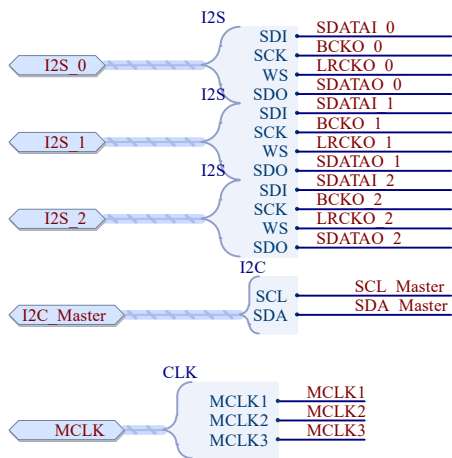 I2S
SDI SDATAI_0
SCK BCKO_0
I2S_0 WS LRCKO_0
I2S SDO SDATAO_0
SDI SDATAI_1
SCK BCKO_1
I2S_1 WS LRCKO_1
I2S SDO SDATAO_1
SDI SDATAI_2
SCK BCKO_2
I2S_2 WS LRCKO_2
SDO SDATAO_2
I2C
SCL SCL_Master
I2C_Master SDA SDA_Master
CLK
MCLK1 MCLK1
MCLK2 MCLK2
MCLK MCLK3 MCLK3